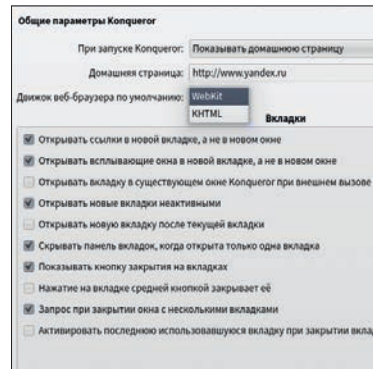 Общие параметры Konqueror
При запуске Konqueror: Показывать домашнюю страницу
Домашняя страница: http://www.yandex.ru
Движок веб-браузера по умолчанию: WebKit
KHTML
Вкладки
Открывать ссылки в новой вкладке, а не в новом окне
Открывать всплывающие окна в новой вкладке, а не в новом окне
Открывать вкладку в существующем окне Konqueror при внешнем вызове
Открывать новые вкладки неактивными
Открывать новую вкладку после текущей вкладки
Скрывать панель вкладок, когда открыта только одна вкладка
Показывать кнопку закрытия на вкладках
Нажатие на вкладке средней кнопкой закрывает её
Запрос при закрытии окна с несколькими вкладками
Активировать последнюю использовавшуюся вкладку при закрытии вкла